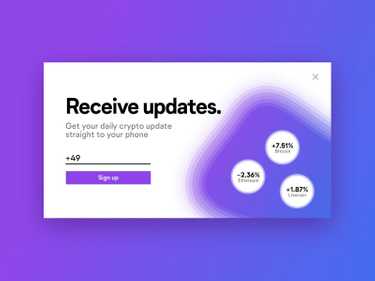 Receive updates.
Get your daily crypto update
straight to your phone
+49
Sign up
+7.51%
Bitcoin
-2.36%
Ethereum
+1.87%
Litecoin